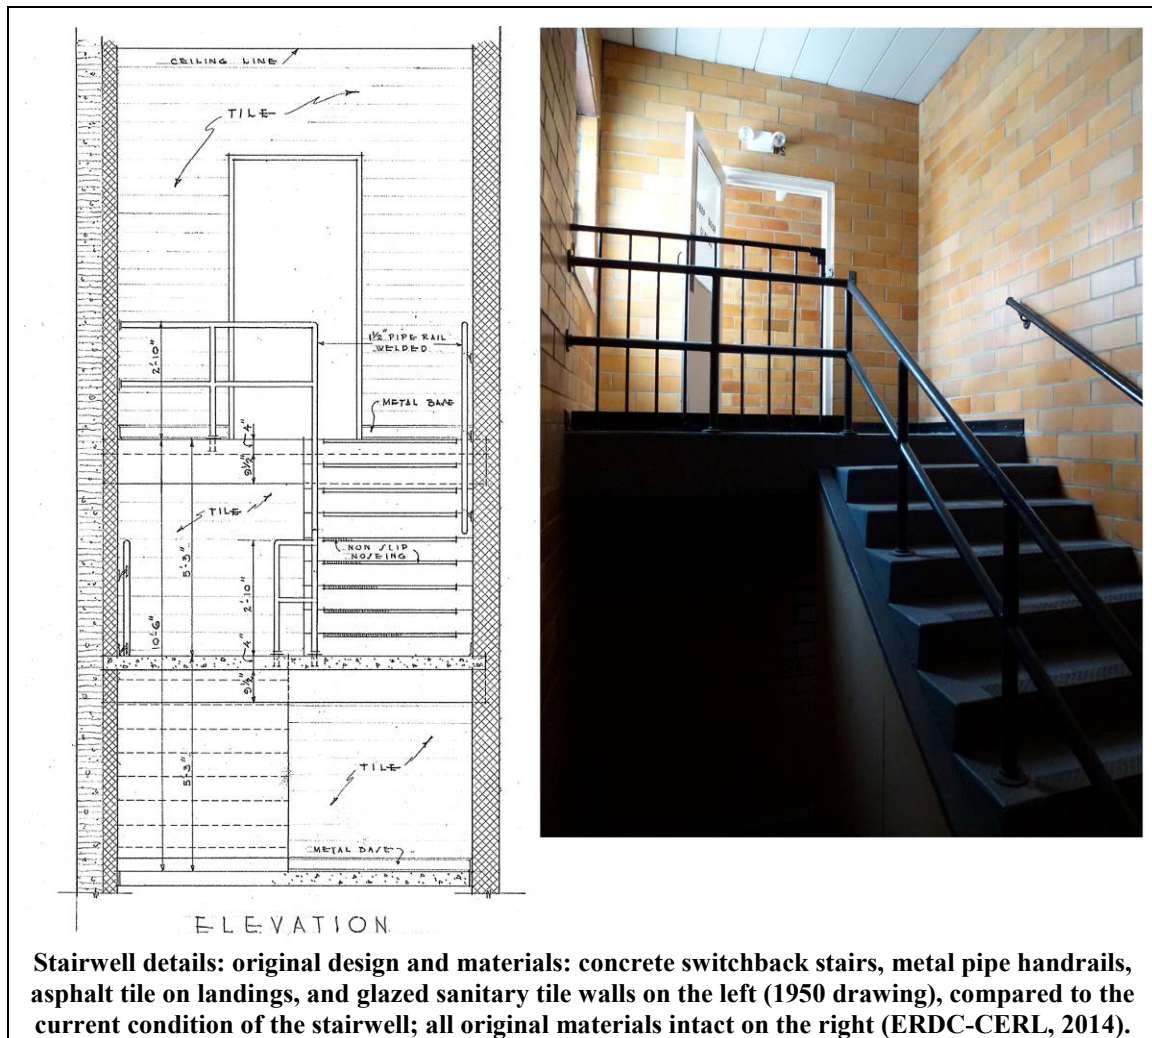 CEILING LINE
TILE
1½" PIPE RAIL
WELDED
2'-10"
METAL BASE
4"
9½"
TILE
NON SLIP
NOSEING
5'-3"
2'-10"
10'-6"
4"
9½"
TILE
5'-3"
METAL BASE
ELEVATION
Stairwell details: original design and materials: concrete switchback stairs, metal pipe handrails,
asphalt tile on landings, and glazed sanitary tile walls on the left (1950 drawing), compared to the
current condition of the stairwell; all original materials intact on the right (ERDC-CERL, 2014).